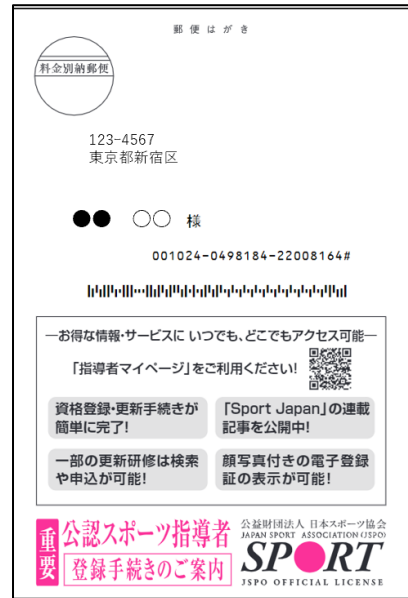 郵便はがき
料金別納郵便
123-4567
東京都新宿区
●● ○○ 様
001024-0498184-22008164#
―お得な情報・サービスに いつでも、どこでもアクセス可能―
「指導者マイページ」をご利用ください!
資格登録・更新手続きが
簡単に完了!
「Sport Japan」の連載
記事を公開中!
一部の更新研修は検索
や申込が可能!
顔写真付きの電子登録
証の表示が可能!
重要
公認スポーツ指導者
登録手続きのご案内
公益財団法人 日本スポーツ協会
JAPAN SPORT ASSOCIATION (JSPO)
SPORT
JSPO OFFICIAL LICENSE